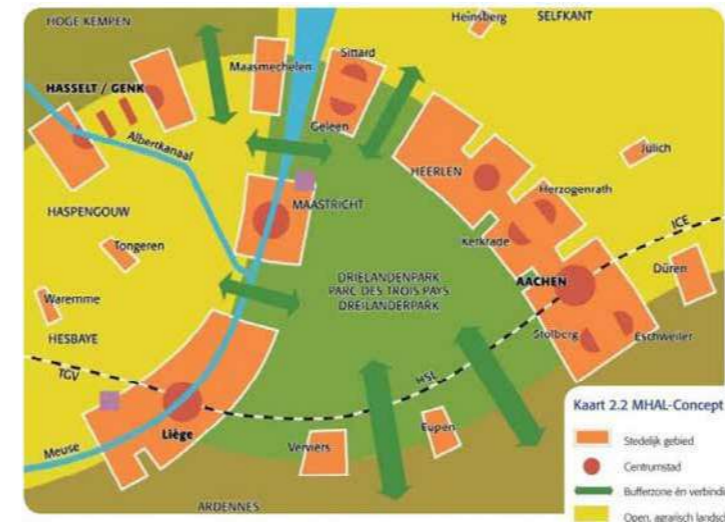 HOGE KEMPEN
Heinsberg
SELFKANT
Maasmechelen
Sittard
HASSELT / GENK
Geleen
Albertkanaal
Jülich
HEERLEN
Herzogenrath
MAASTRICHT
HASPENGOUW
Kerkrade
ICE
Tongeren
DRIELANDENPARK
PARC DES TROIS PAYS
DREILANDERPARK
AACHEN
Düren
Waremme
HESBAYE
Stolberg
Eschweiler
TGV
HSL
Kaart 2.2 MHAL-Concept
Liège
Eupen
Meuse
Verviers
Stedelijk gebied
Centrumstad
Bufferzone én verbindi
ARDENNES
Open, agrarisch landsch